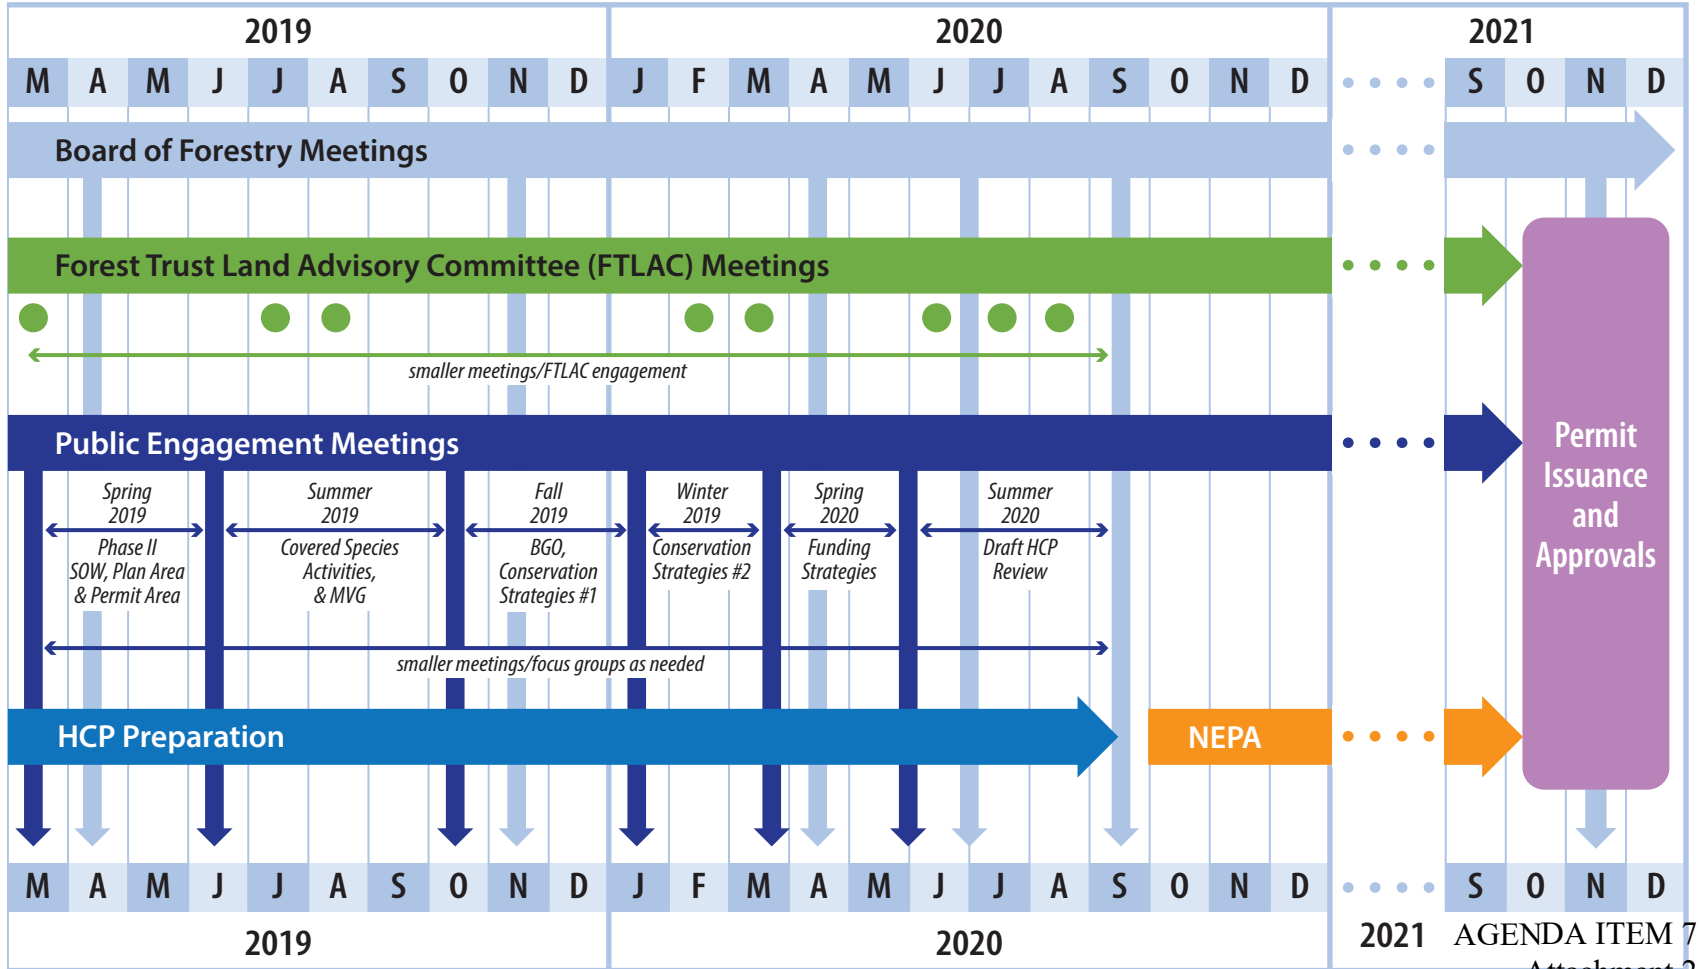 2019 2020 2021
M A M J J A S O N D J F M A M J J A S O N D S O N D
Board of Forestry Meetings
Forest Trust Land Advisory Committee (FTLAC) Meetings
smaller meetings/FTLAC engagement
Public Engagement Meetings
Spring
2019
Phase II
SOW, Plan Area
& Permit Area
Summer
2019
Covered Species
Activities,
& MVG
Fall
2019
BGO,
Conservation
Strategies #1
Winter
2019
Conservation
Strategies #2
Spring
2020
Funding
Strategies
Summer
2020
Draft HCP
Review
smaller meetings/focus groups as needed
HCP Preparation
NEPA
Permit
Issuance
and
Approvals
M A M J J A S O N D J F M A M J J A S O N D S O N D
2019 2020 2021
AGENDA ITEM 7
Attachment 2